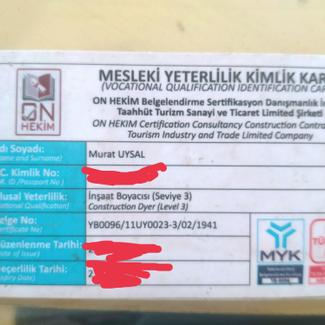 MESLEKİ YETERLİLİK KİMLİK KAR
(VOCATIONAL QUALIFICATION IDENTIFICATION CAR
ON HEKİM Belgelendirme Sertifikasyon Danışmanlık İn
Taahhüt Turizm Sanayi ve Ticaret Limited Şirketi
ON HEKİM Certification Consultancy Construction Contrac
Tourism Industry and Trade Limited Company
ON
HEKİM
dı Soyadı:
ame and Surname)
Murat UYSAL
.C. Kimlik No:
R. ID./Passport No)
lusal Yeterlilik:
ational Qualification)
İnşaat Boyacısı (Seviye 3)
Construction Dyer (Level 3)
elge No:
ertificate No)
YB0096/11UY0023-3/02/1941
üzenlenme Tarihi:
ate of Issue)
eçerlilik Tarihi:
xpiry Date)
2
MYK
TÜR